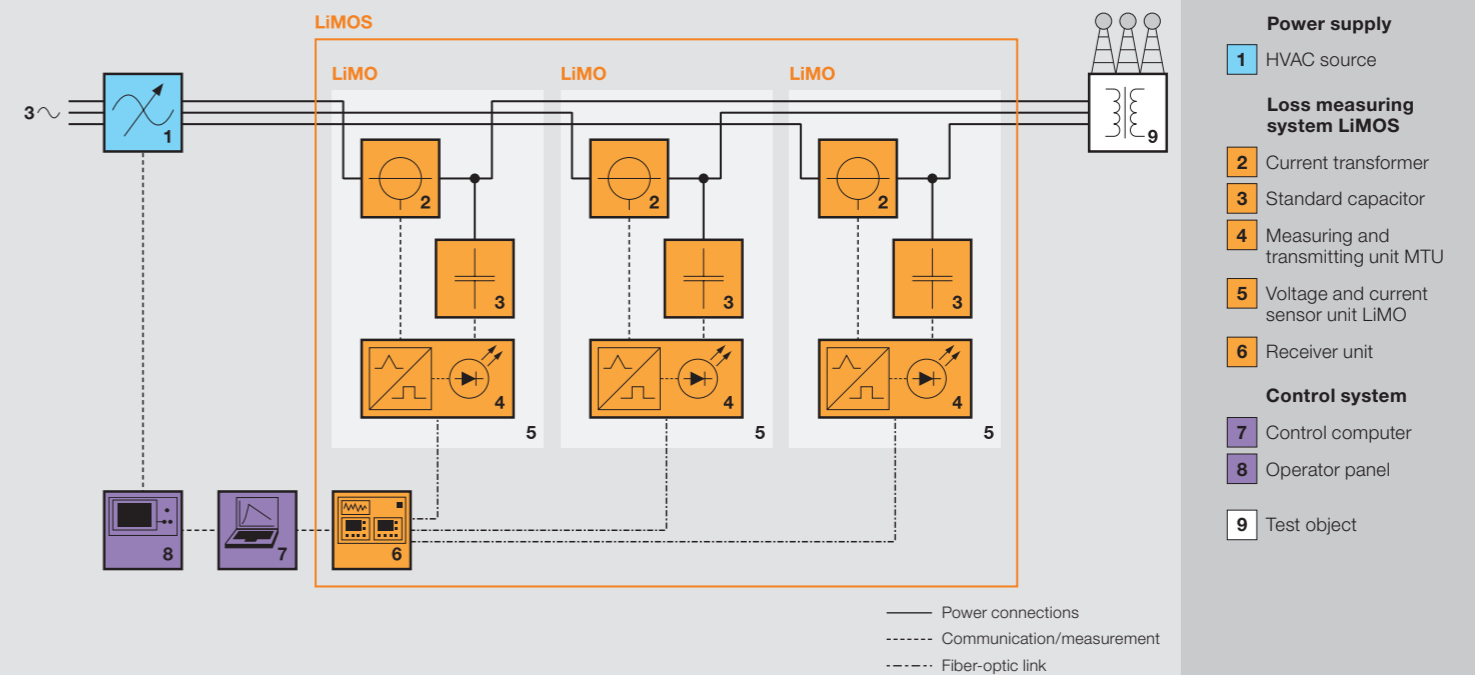 LiMOS
LiMO
LiMO
LiMO
3
1
9
2
2
2
3
3
3
4
4
4
5
5
5
8
7
6
Power connections
Communication/measurement
Fiber-optic link
Power supply
1 HVAC source
Loss measuring
system LiMOS
2 Current transformer
3 Standard capacitor
4 Measuring and
transmitting unit MTU
5 Voltage and current
sensor unit LiMO
6 Receiver unit
Control system
7 Control computer
8 Operator panel
9 Test object